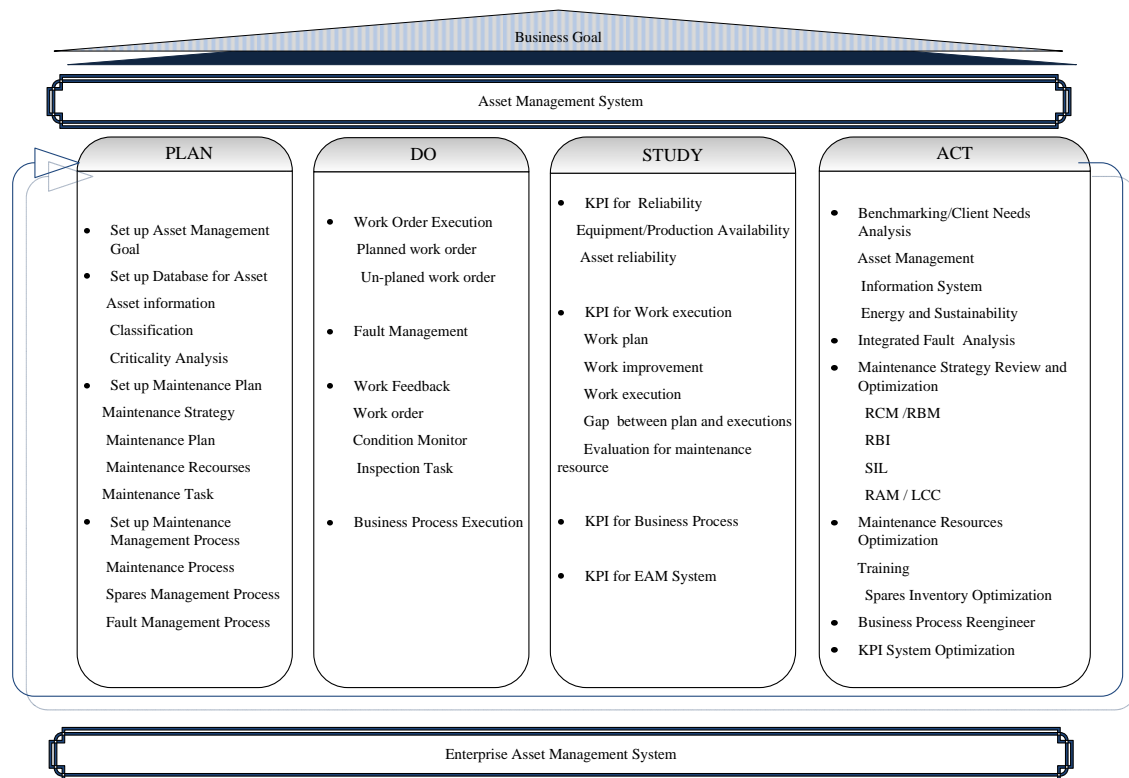 Business Goal
Asset Management System
PLAN
• Set up Asset Management
Goal
• Set up Database for Asset
Asset information
Classification
Criticality Analysis
• Set up Maintenance Plan
Maintenance Strategy
Maintenance Plan
Maintenance Recourses
Maintenance Task
• Set up Maintenance
Management Process
Maintenance Process
Spares Management Process
Fault Management Process
DO
• Work Order Execution
Planned work order
Un-planed work order
• Fault Management
• Work Feedback
Work order
Condition Monitor
Inspection Task
• Business Process Execution
STUDY
• KPI for Reliability
Equipment/Production Availability
Asset reliability
• KPI for Work execution
Work plan
Work improvement
Work execution
Gap between plan and executions
Evaluation for maintenance
resource
• KPI for Business Process
• KPI for EAM System
ACT
• Benchmarking/Client Needs
Analysis
Asset Management
Information System
Energy and Sustainability
• Integrated Fault Analysis
• Maintenance Strategy Review and
Optimization
RCM /RBM
RBI
SIL
RAM / LCC
• Maintenance Resources
Optimization
Training
Spares Inventory Optimization
• Business Process Reengineer
• KPI System Optimization
Enterprise Asset Management System